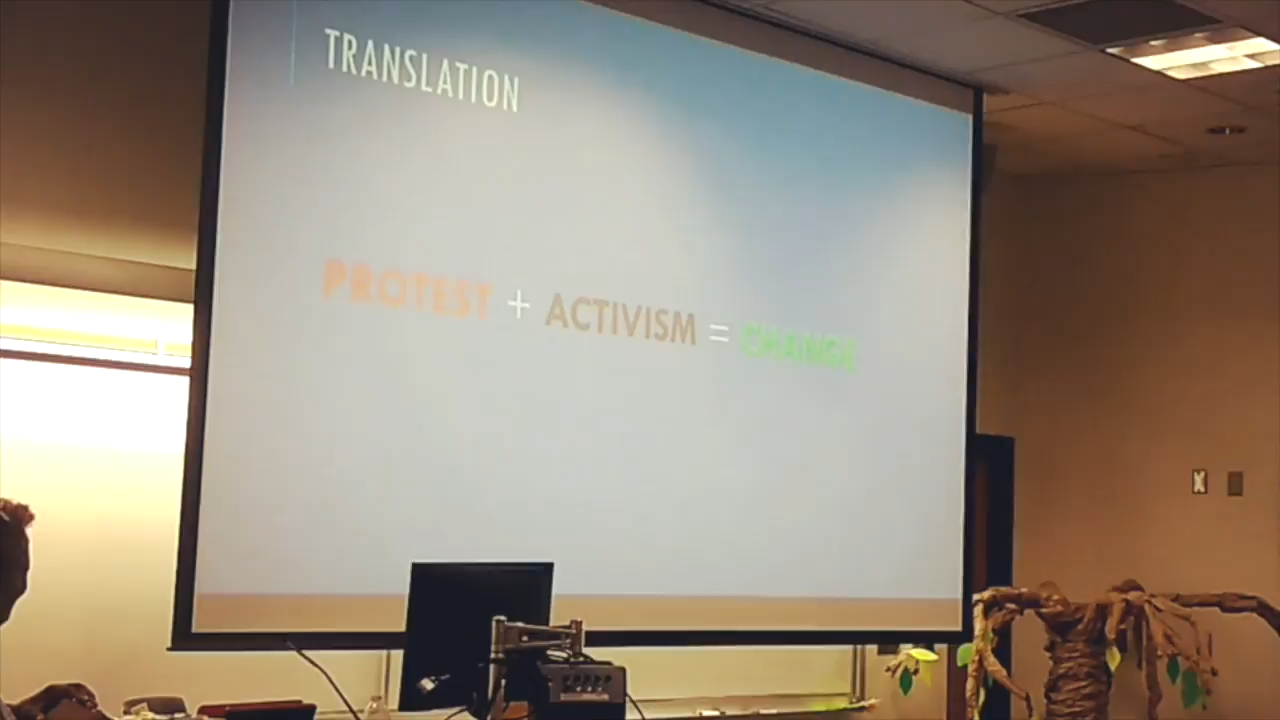 TRANSLATION
PROTEST + ACTIVISM = CHANGE